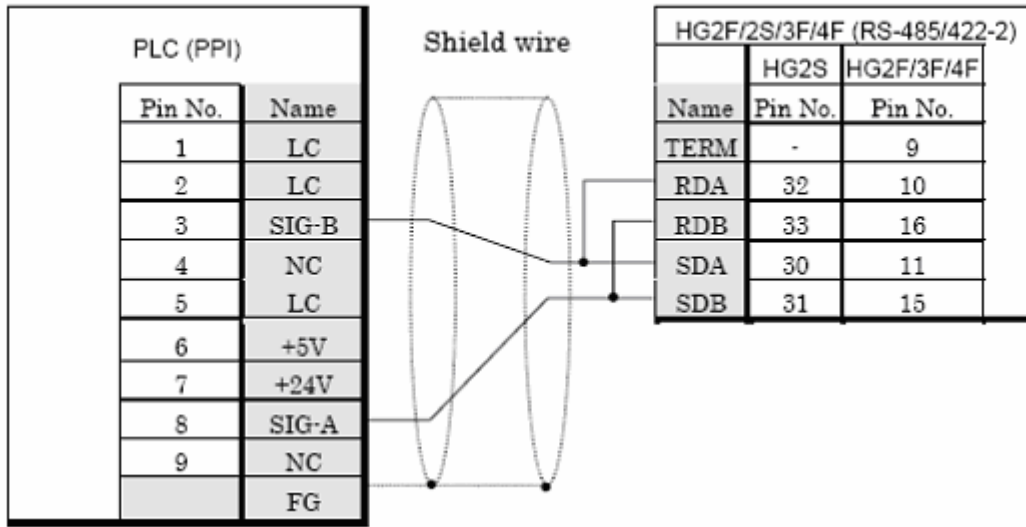 PLC (PPI)
Pin No. Name
1 LC
2 LC
3 SIG-B
4 NC
5 LC
6 +5V
7 +24V
8 SIG-A
9 NC
FG
Shield wire
HG2F/2S/3F/4F (RS-485/422-2)
HG2S HG2F/3F/4F
Name Pin No. Pin No.
TERM - 9
RDA 32 10
RDB 33 16
SDA 30 11
SDB 31 15